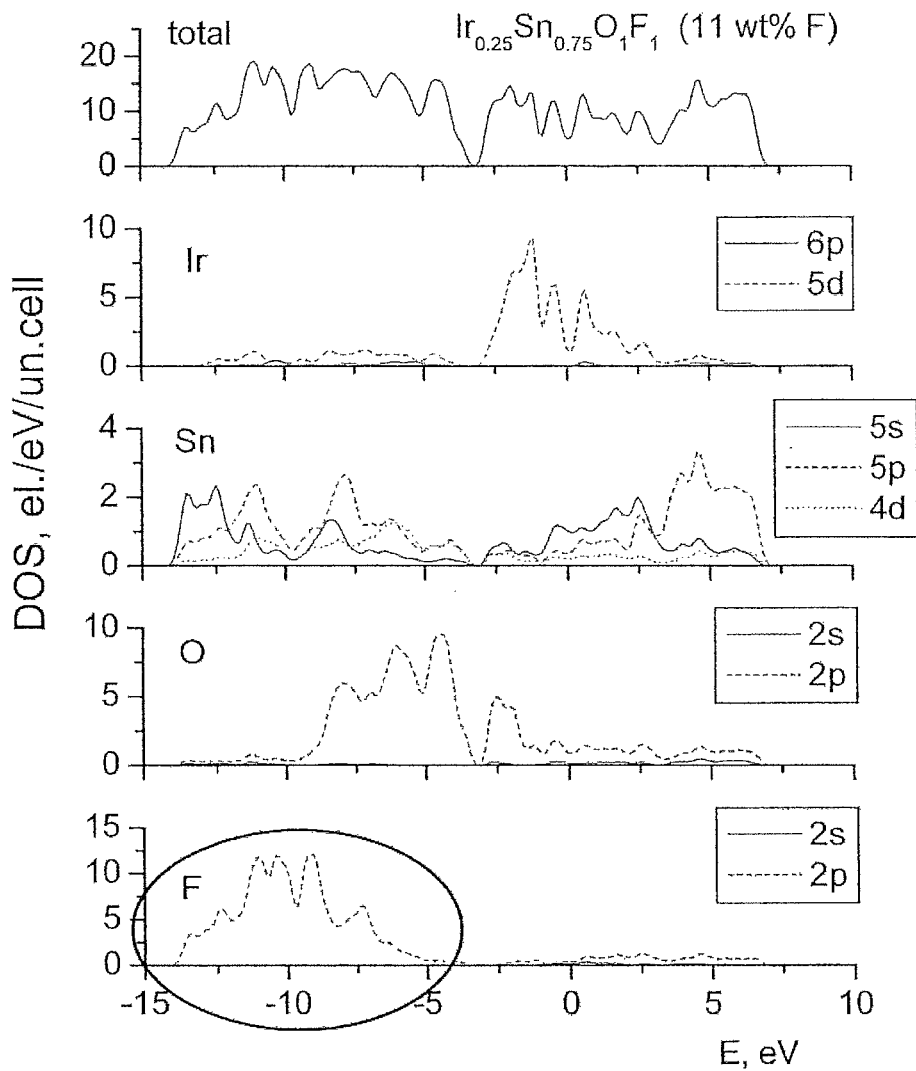 total Ir0.25Sn0.75O1F1 (11 wt% F)
20
10
0
Ir
10
5
0
6p
5d
DOS, el./eV/un.cell
Sn
4
2
0
5s
5p
4d
O
10
5
0
2s
2p
F
15
10
5
0
2s
2p
-15 -10 -5 0 5 10
E, eV